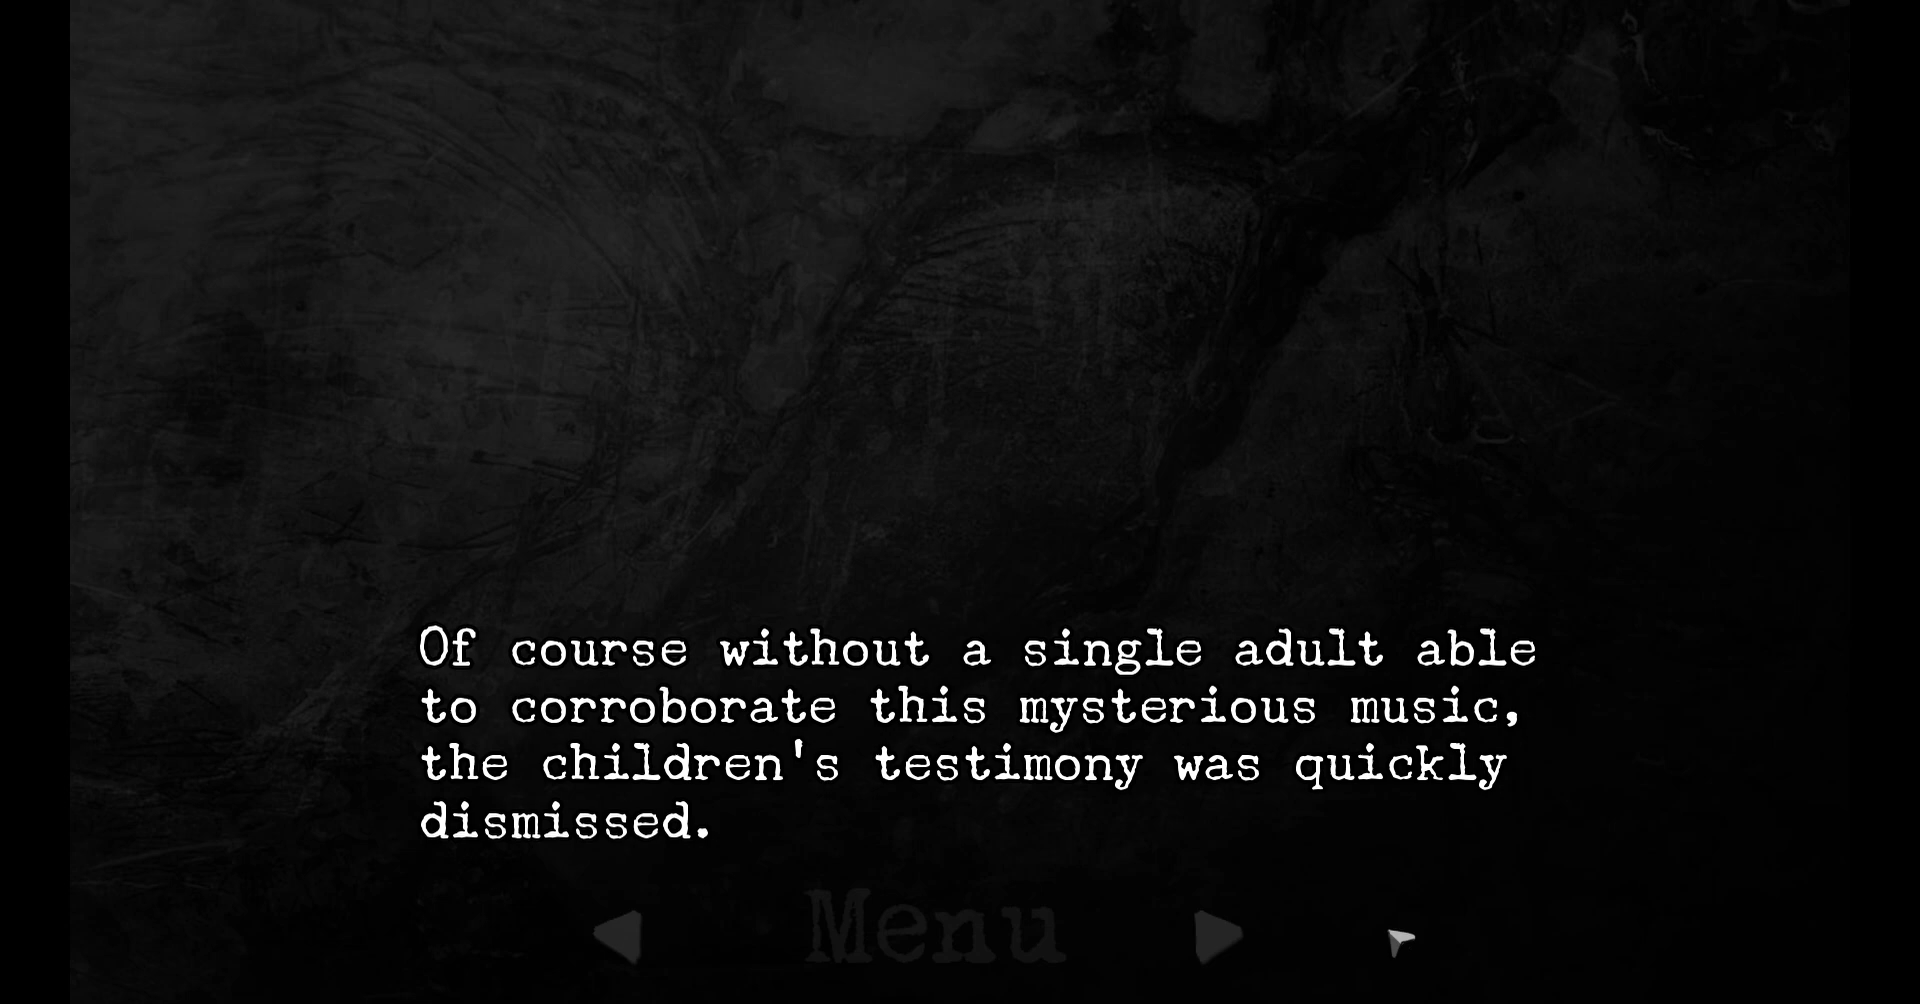 Of course without a single adult able
to corroborate this mysterious music,
the children's testimony was quickly
dismissed.
Menu